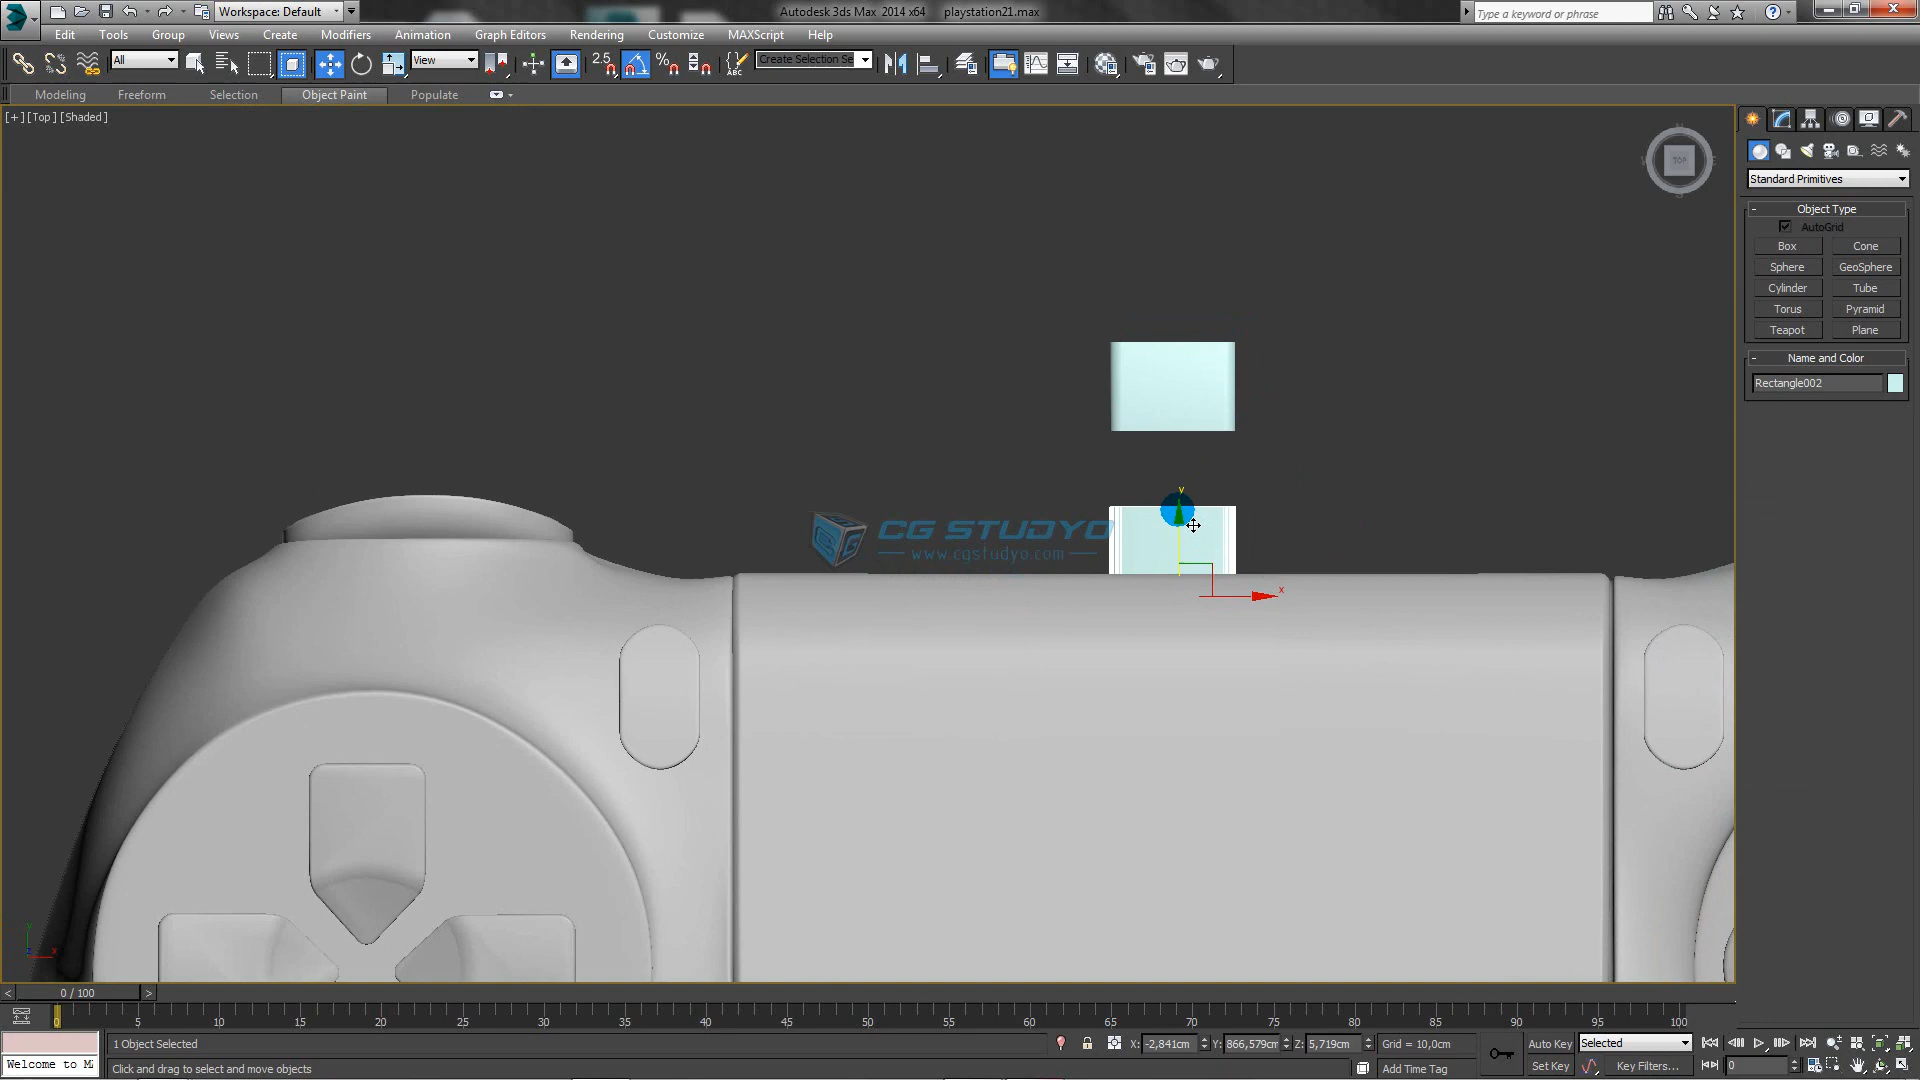 Workspace: Default
Autodesk 3ds Max 2014 x64 playstation21.max
Type a keyword or phrase
Edit Tools Group Views Create Modifiers Animation Graph Editors Rendering Customize MAXScript Help
All View 2.5 Create Selection Se
Modeling Freeform Selection Object Paint Populate
[+] [Top] [Shaded]
TOP
Standard Primitives
- Object Type
AutoGrid
Box Cone
Sphere GeoSphere
Cylinder Tube
Torus Pyramid
Teapot Plane
- Name and Color
Rectangle002
y
CG STUDYO
www.cgstudyo.com
x
< 0 / 100 >
5 10 15 20 25 30 35 40 45 50 55 60 65 70 75 80 85 90 95 100
1 Object Selected X: -2,841cm Y: 866,579cm Z: 5,719cm Grid = 10,0cm Auto Key Selected
Welcome to M Click and drag to select and move objects Add Time Tag Set Key Key Filters... 0